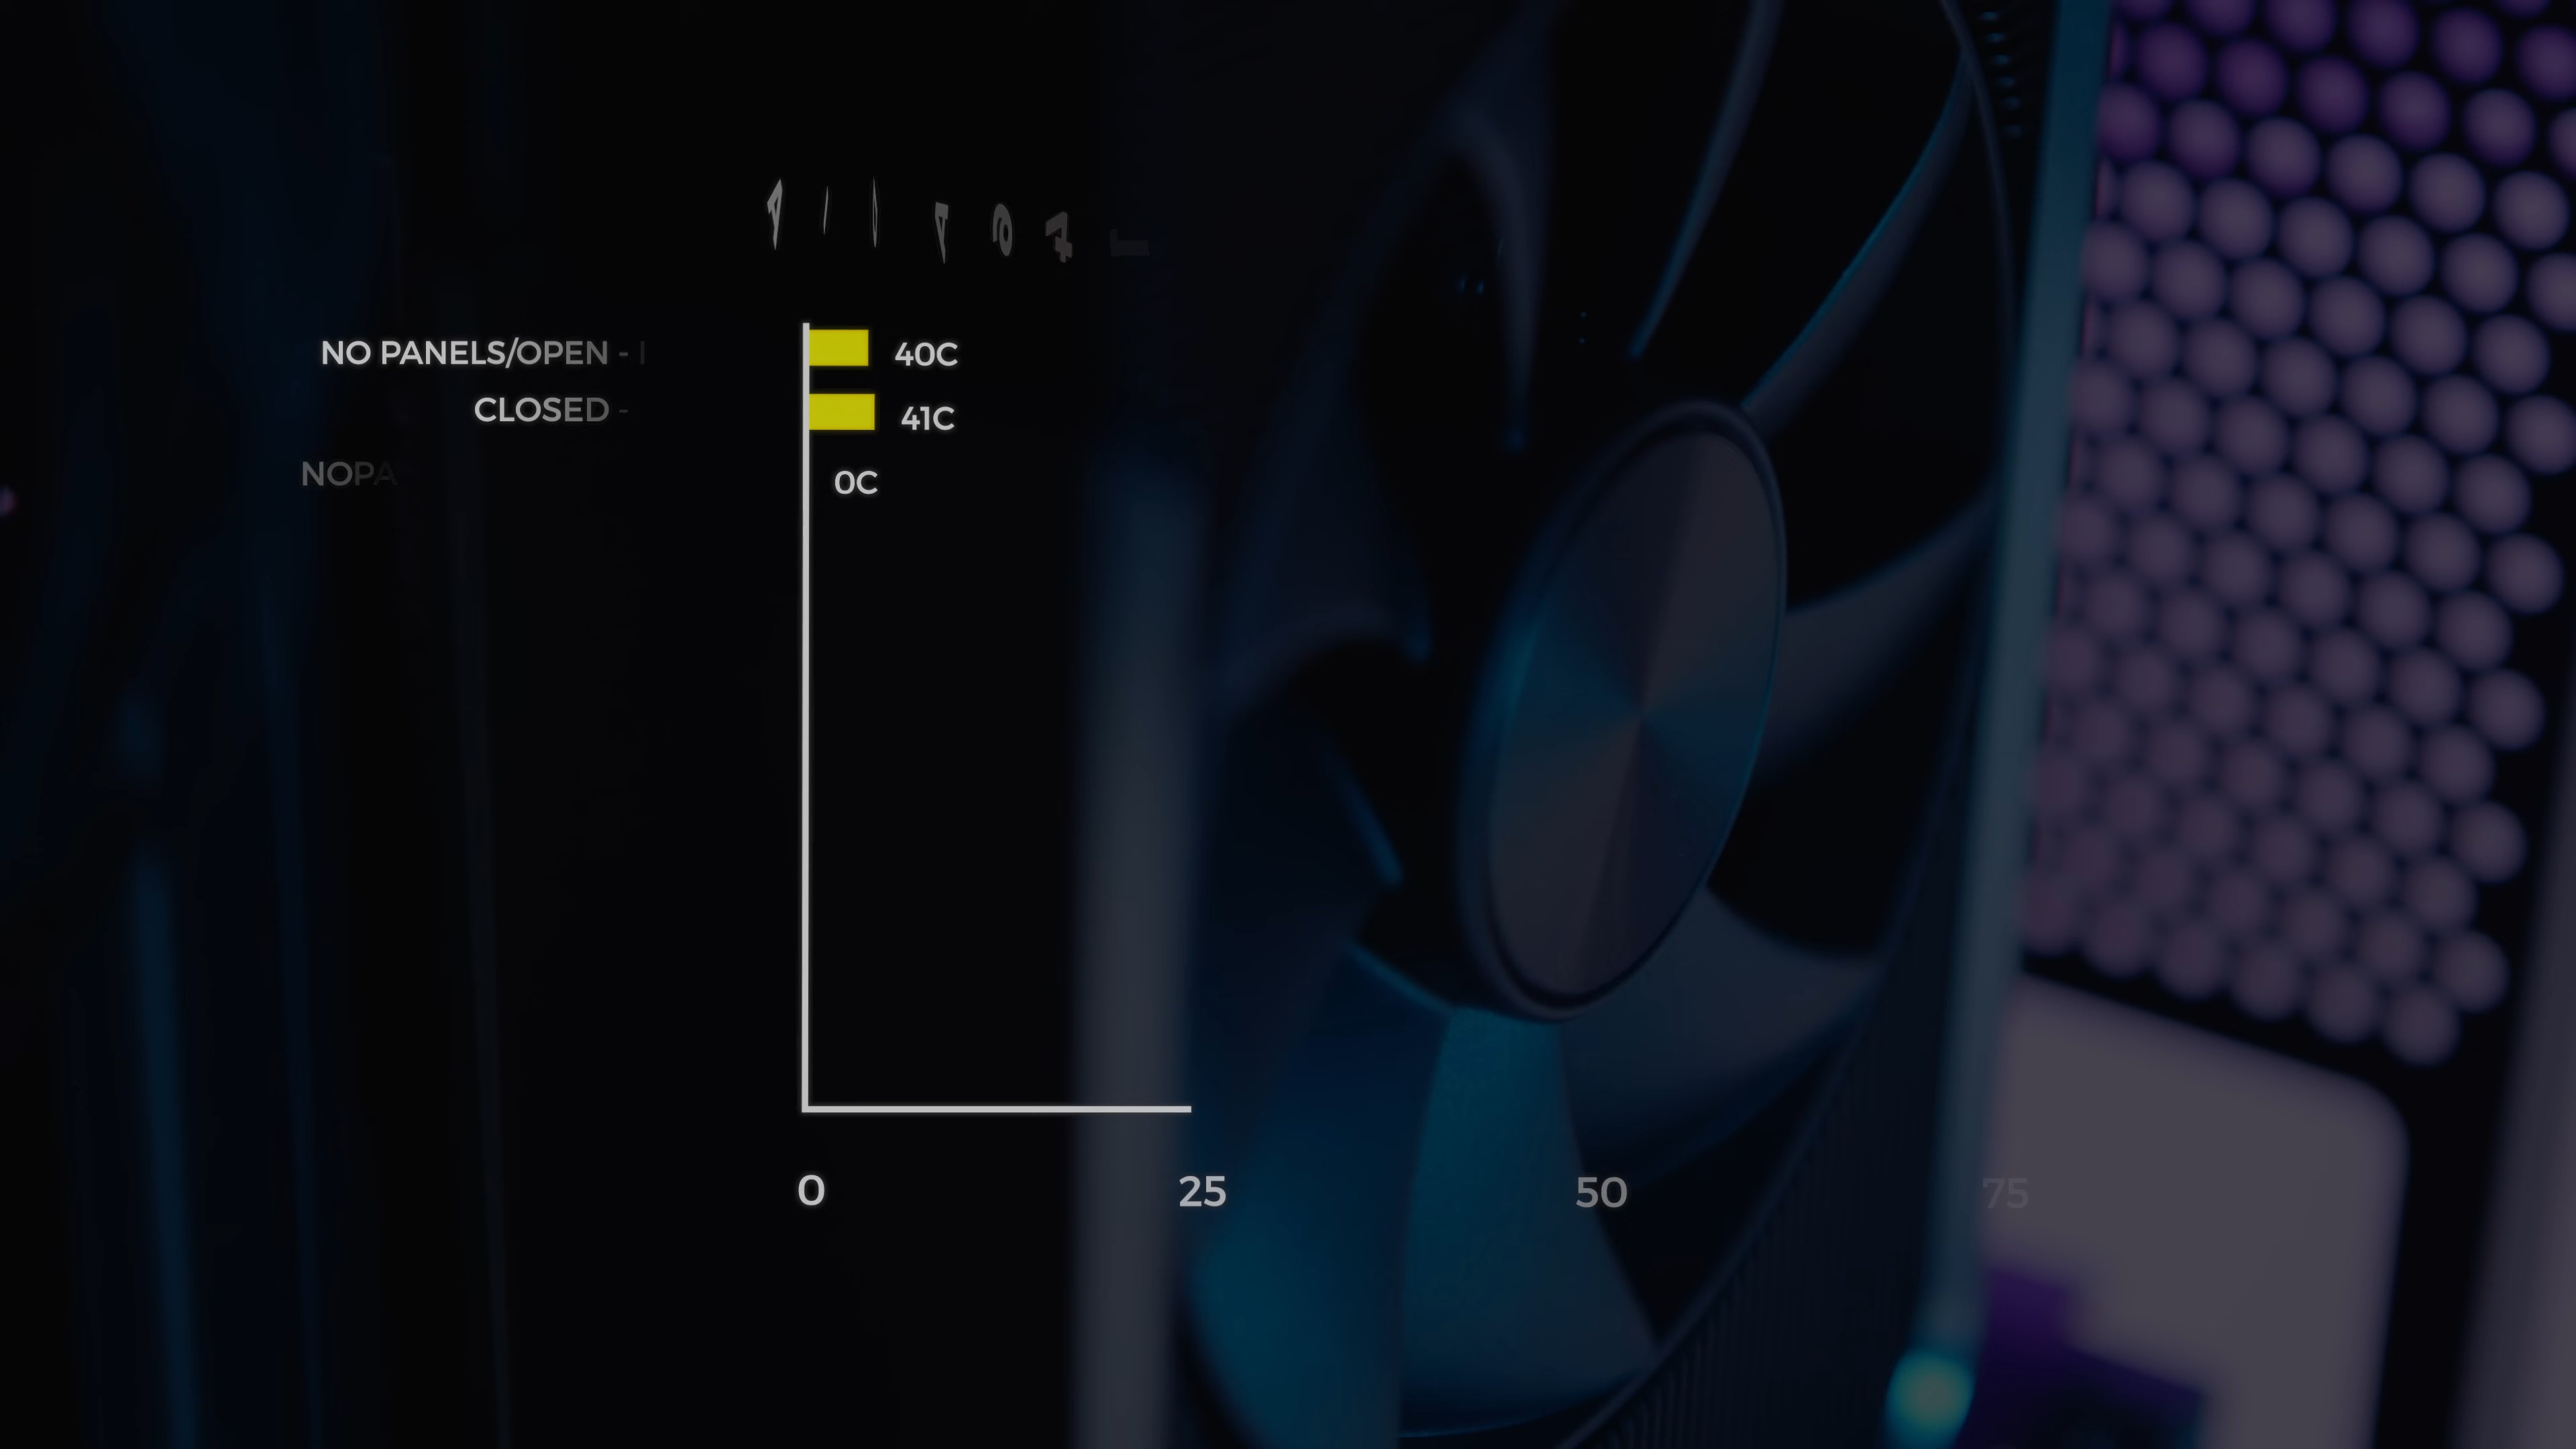 NO PANELS/OPEN -
40C
CLOSED -
41C
NOPA
0C
0 25 50 75